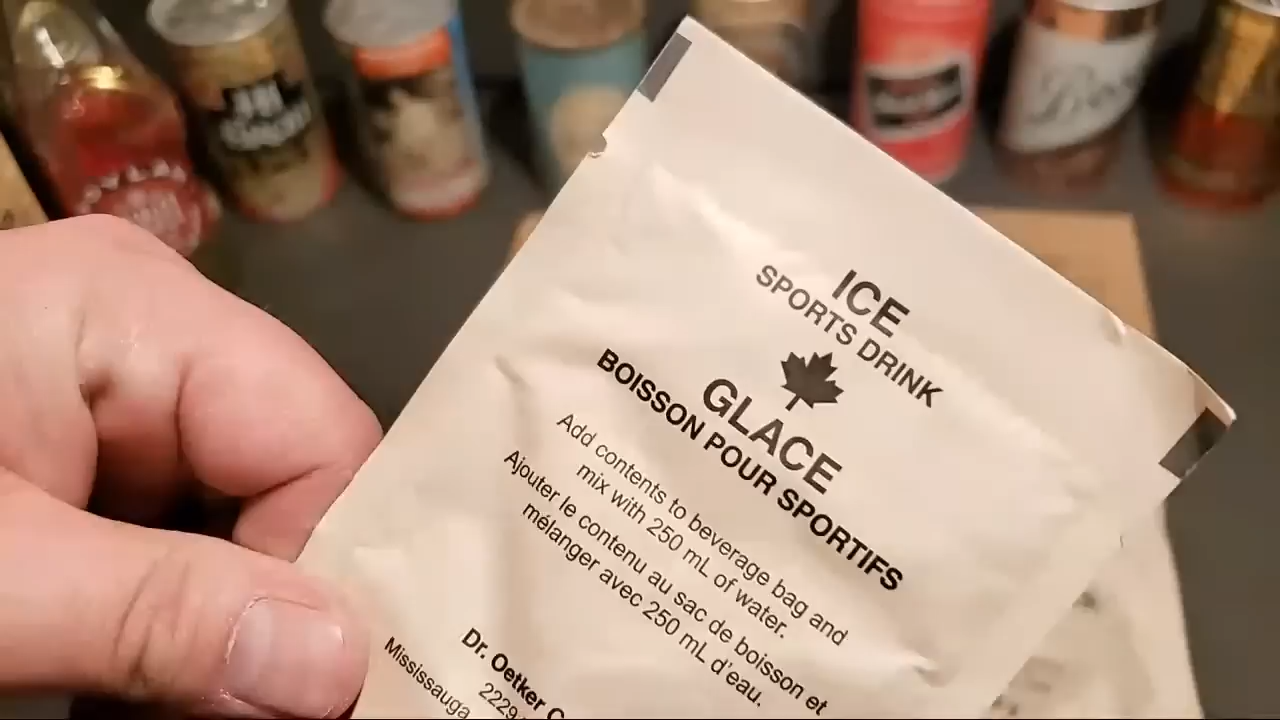 ICE
SPORTS DRINK
GLACE
BOISSON POUR SPORTIFS
Add contents to beverage bag and
mix with 250 mL of water.
Ajouter le contenu au sac de boisson et
mélanger avec 250 mL d'eau.
Dr. Oetker
2229
Mississauga